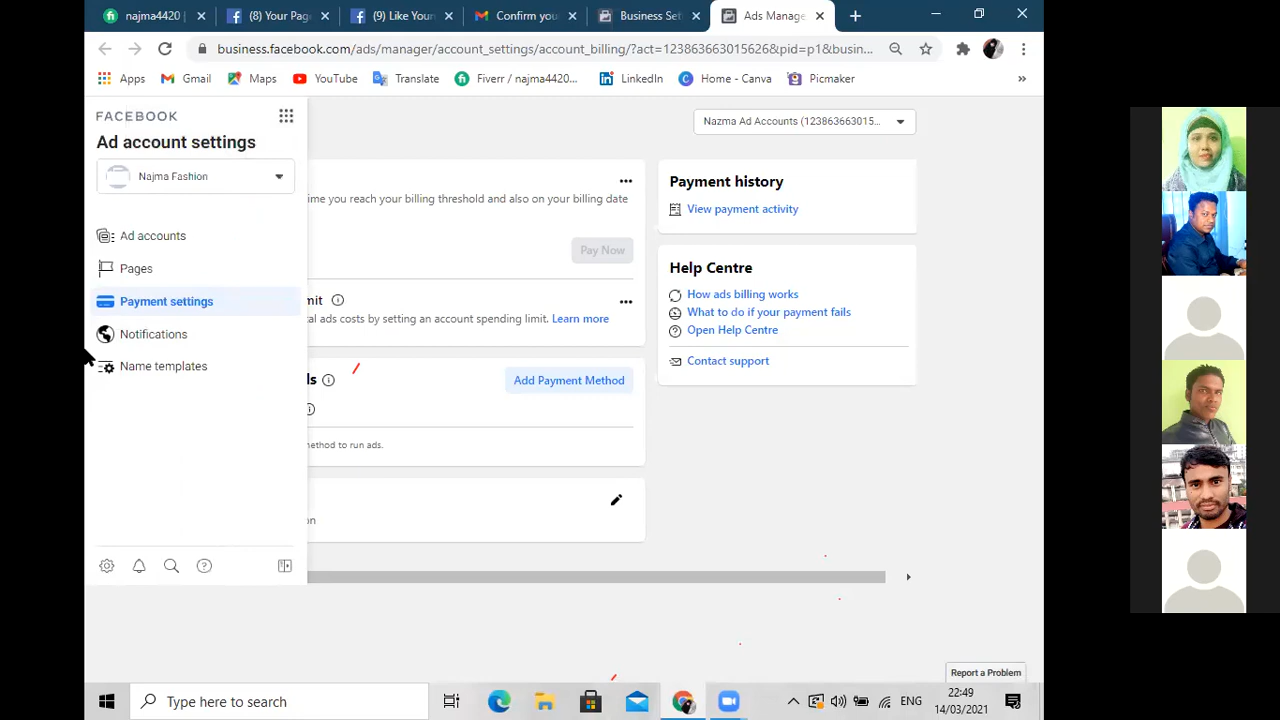 najma4420 |
(8) Your Page
(9) Like Your
Confirm you
Business Set
Ads Manage
business.facebook.com/ads/manager/account_settings/account_billing/?act=123863663015626&pid=p1&busin...
Apps
Gmail
Maps
YouTube
Translate
Fiverr / najma4420...
LinkedIn
Home - Canva
Picmaker
»
FACEBOOK
Ad account settings
Najma Fashion
Ad accounts
Pages
Payment settings
Notifications
Name templates
Nazma Ad Accounts (12386366301 5...
ime you reach your billing threshold and also on your billing date
Pay Now
mit
al ads costs by setting an account spending limit. Learn more
ls
Add Payment Method
nethod to run ads.
on
Payment history
View payment activity
Help Centre
How ads billing works
What to do if your payment fails
Open Help Centre
Contact support
Report a Problem
Type here to search
ENG
22:49
14/03/2021